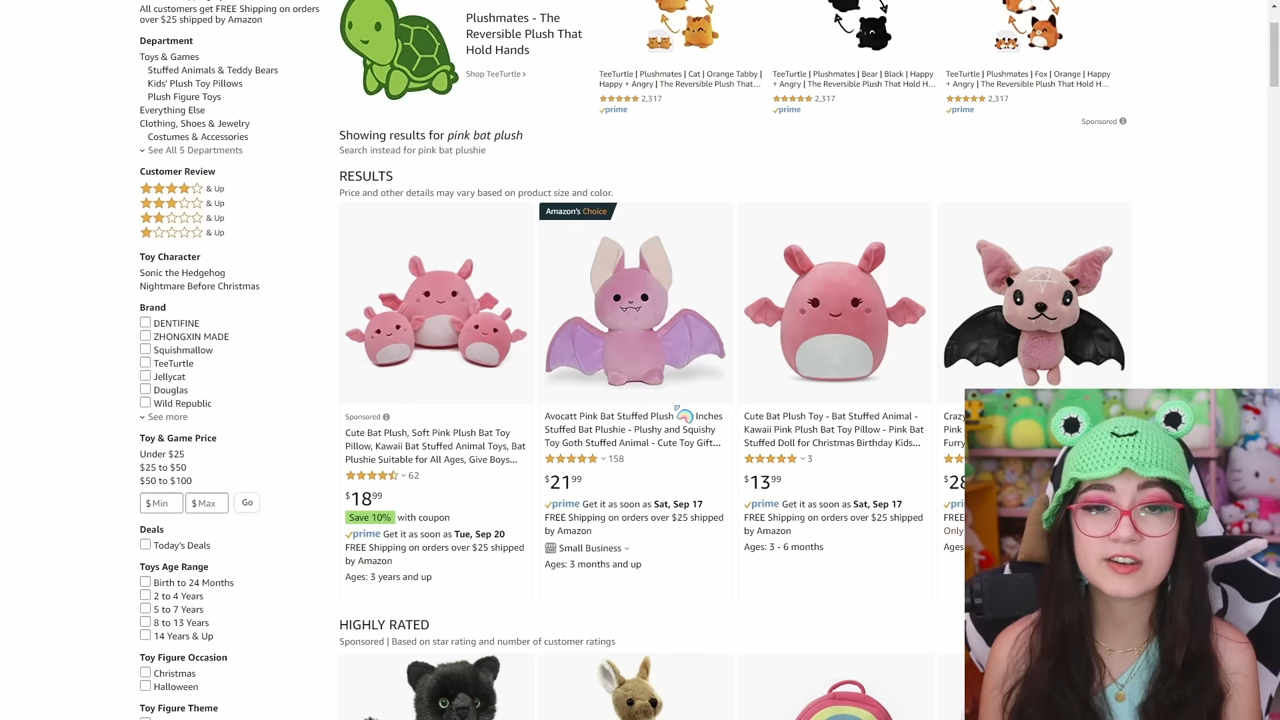 All customers get FREE Shipping on orders
over $25 shipped by Amazon
Department
Toys & Games
Stuffed Animals & Teddy Bears
Kids' Plush Toy Pillows
Plush Figure Toys
Everything Else
Clothing, Shoes & Jewelry
Costumes & Accessories
See All 5 Departments
Customer Review
& Up
& Up
& Up
& Up
Toy Character
Sonic the Hedgehog
Nightmare Before Christmas
Brand
DENTIFINE
ZHONGXIN MADE
Squishmallow
TeeTurtle
Jellycat
Douglas
Wild Republic
See more
Toy & Game Price
Under $25
$25 to $50
$50 to $100
$ Min $ Max Go
Deals
Today's Deals
Toys Age Range
Birth to 24 Months
2 to 4 Years
5 to 7 Years
8 to 13 Years
14 Years & Up
Toy Figure Occasion
Christmas
Halloween
Toy Figure Theme
Plushmates - The
Reversible Plush That
Hold Hands
Shop TeeTurtle ›
TeeTurtle | Plushmates | Cat | Orange Tabby |
Happy + Angry | The Reversible Plush That...
2,317
prime
TeeTurtle | Plushmates | Bear | Black | Happy
+ Angry | The Reversible Plush That Hold H...
2,317
prime
TeeTurtle | Plushmates | Fox | Orange | Happy
+ Angry | The Reversible Plush That Hold H...
2,317
prime
Sponsored
Showing results for pink bat plush
Search instead for pink bat plushie
RESULTS
Price and other details may vary based on product size and color.
Sponsored
Cute Bat Plush, Soft Pink Plush Bat Toy
Pillow, Kawaii Bat Stuffed Animal Toys, Bat
Plushie Suitable for All Ages, Give Boys...
62
$18 99
Save 10% with coupon
prime Get it as soon as Tue, Sep 20
FREE Shipping on orders over $25 shipped
by Amazon
Ages: 3 years and up
Amazon's Choice
Avocatt Pink Bat Stuffed Plush Inches
Stuffed Bat Plushie - Plushy and Squishy
Toy Goth Stuffed Animal - Cute Toy Gift...
158
$21 99
prime Get it as soon as Sat, Sep 17
FREE Shipping on orders over $25 shipped
by Amazon
Small Business
Ages: 3 months and up
Cute Bat Plush Toy - Bat Stuffed Animal -
Kawaii Pink Plush Bat Toy Pillow - Pink Bat
Stuffed Doll for Christmas Birthday Kids...
3
$13 99
prime Get it as soon as Sat, Sep 17
FREE Shipping on orders over $25 shipped
by Amazon
Ages: 3 - 6 months
Crazy
Furry
$28
prime
FREE
Only
Ages
HIGHLY RATED
Sponsored | Based on star rating and number of customer ratings